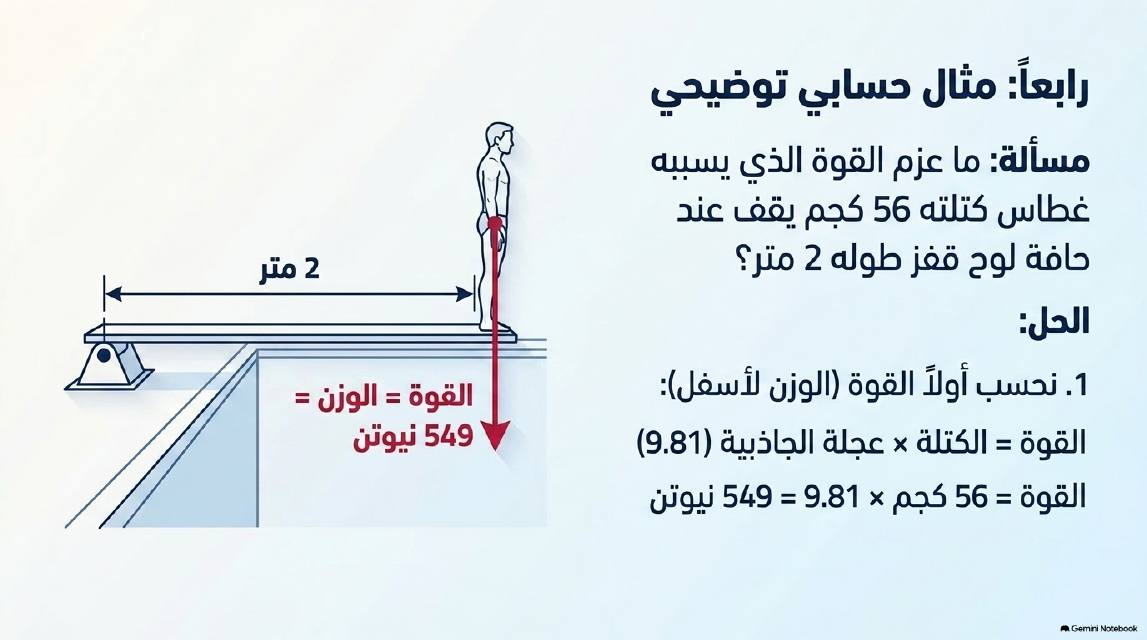 رابعاً: مثال حسابي توضيحي
مسألة: ما عزم القوة الذي يسببه
غطاس كتلته 56 كجم يقف عند
حافة لوح قفز طوله 2 متر؟
الحل:
1. نحسب أولاً القوة (الوزن لأسفل):
القوة = الكتلة × عجلة الجاذبية (9.81)
القوة = 56 كجم × 9.81 = 549 نيوتن
2 متر
القوة = الوزن =
549 نيوتن
Gemini Notebook